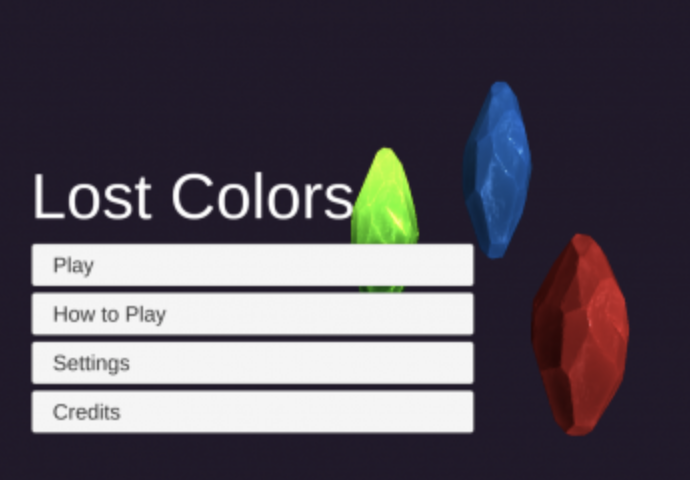 Lost Colors
Play
How to Play
Settings
Credits